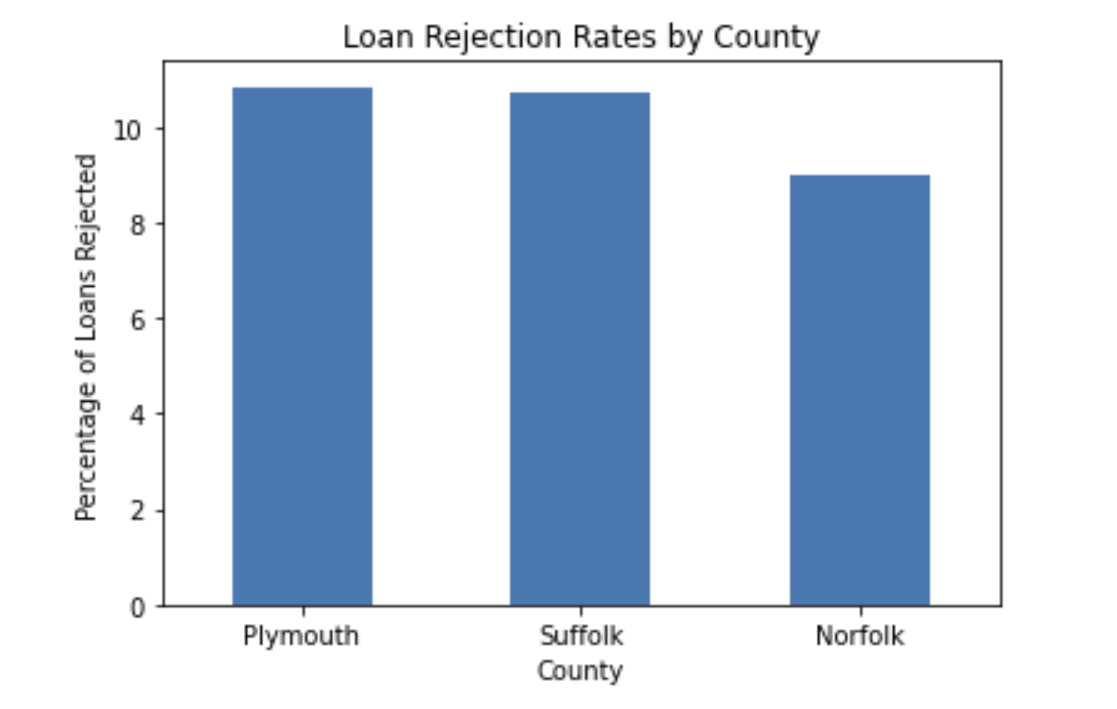 Loan Rejection Rates by County
Percentage of Loans Rejected
10
8
6
4
2
0
Plymouth Suffolk Norfolk
County